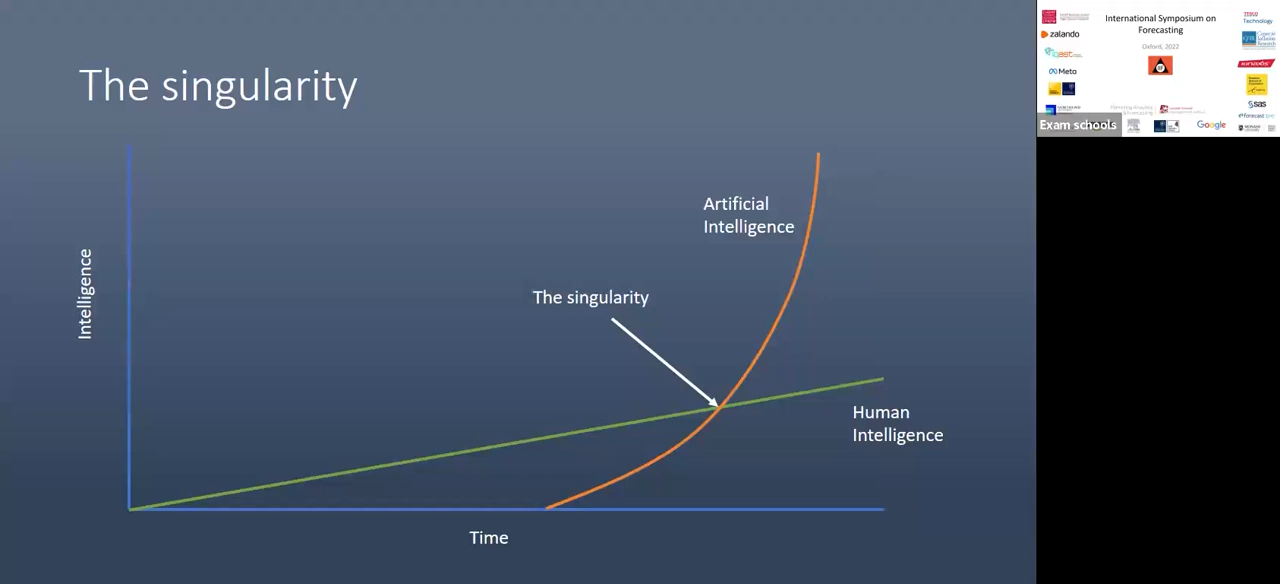 The singularity
Intelligence
Artificial
Intelligence
The singularity
Human
Intelligence
Time
International Symposium on
Forecasting
Oxford, 2022
zalando
Meta
Technology
sas
Google
Exam schools